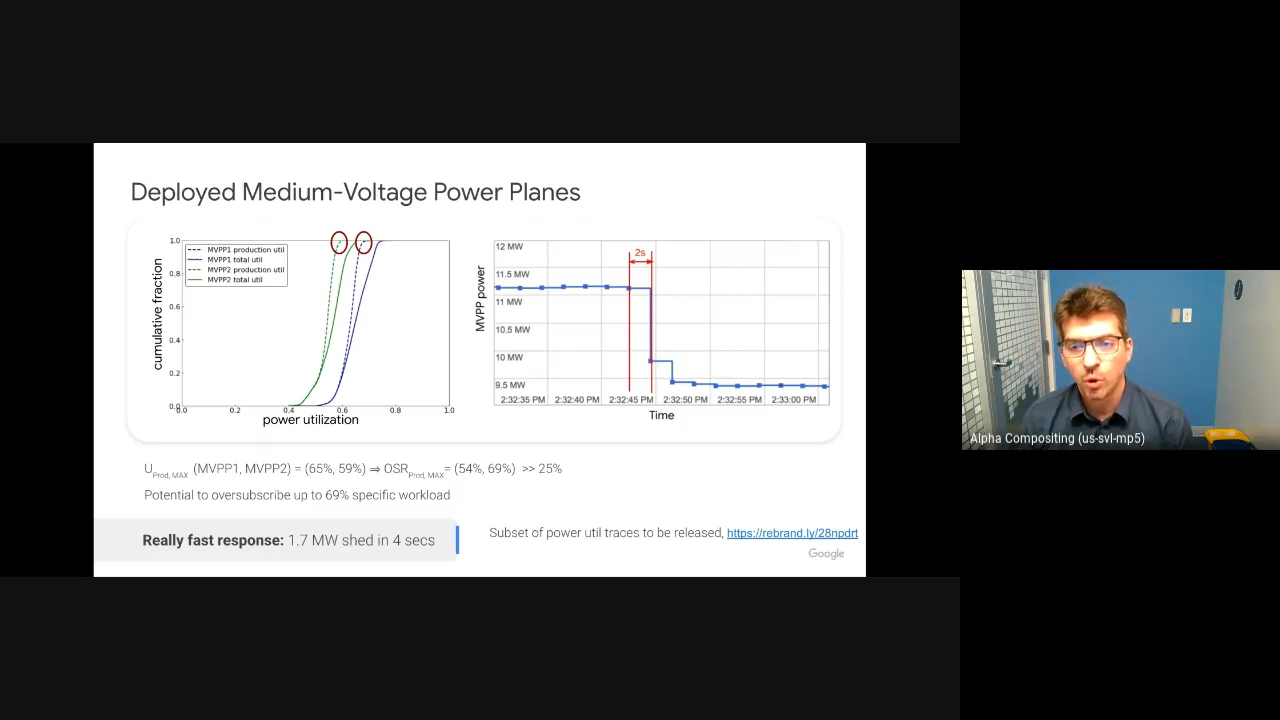 Deployed Medium-Voltage Power Planes
cumulative fraction
1.0
0.8
0.6
0.4
0.2
0.0
MVPP1 production util
MVPP1 total util
MVPP2 production util
MVPP2 total util
0.0 0.2 0.4 0.6 0.8 1.0
power utilization
MVPP power
12 MW
11.5 MW
11 MW
10.5 MW
10 MW
9.5 MW
2s
2:32:35 PM 2:32:40 PM 2:32:45 PM 2:32:50 PM 2:32:55 PM 2:33:00 PM
Time
U Prod, MAX (MVPP1, MVPP2) = (65%, 59%) ⇒ OSR Prod, MAX = (54%, 69%) >> 25%
Potential to oversubscribe up to 69% specific workload
Really fast response: 1.7 MW shed in 4 secs
Subset of power util traces to be released, https://rebrand.ly/28npdrt
Google
Alpha Compositing (us-svl-mp5)